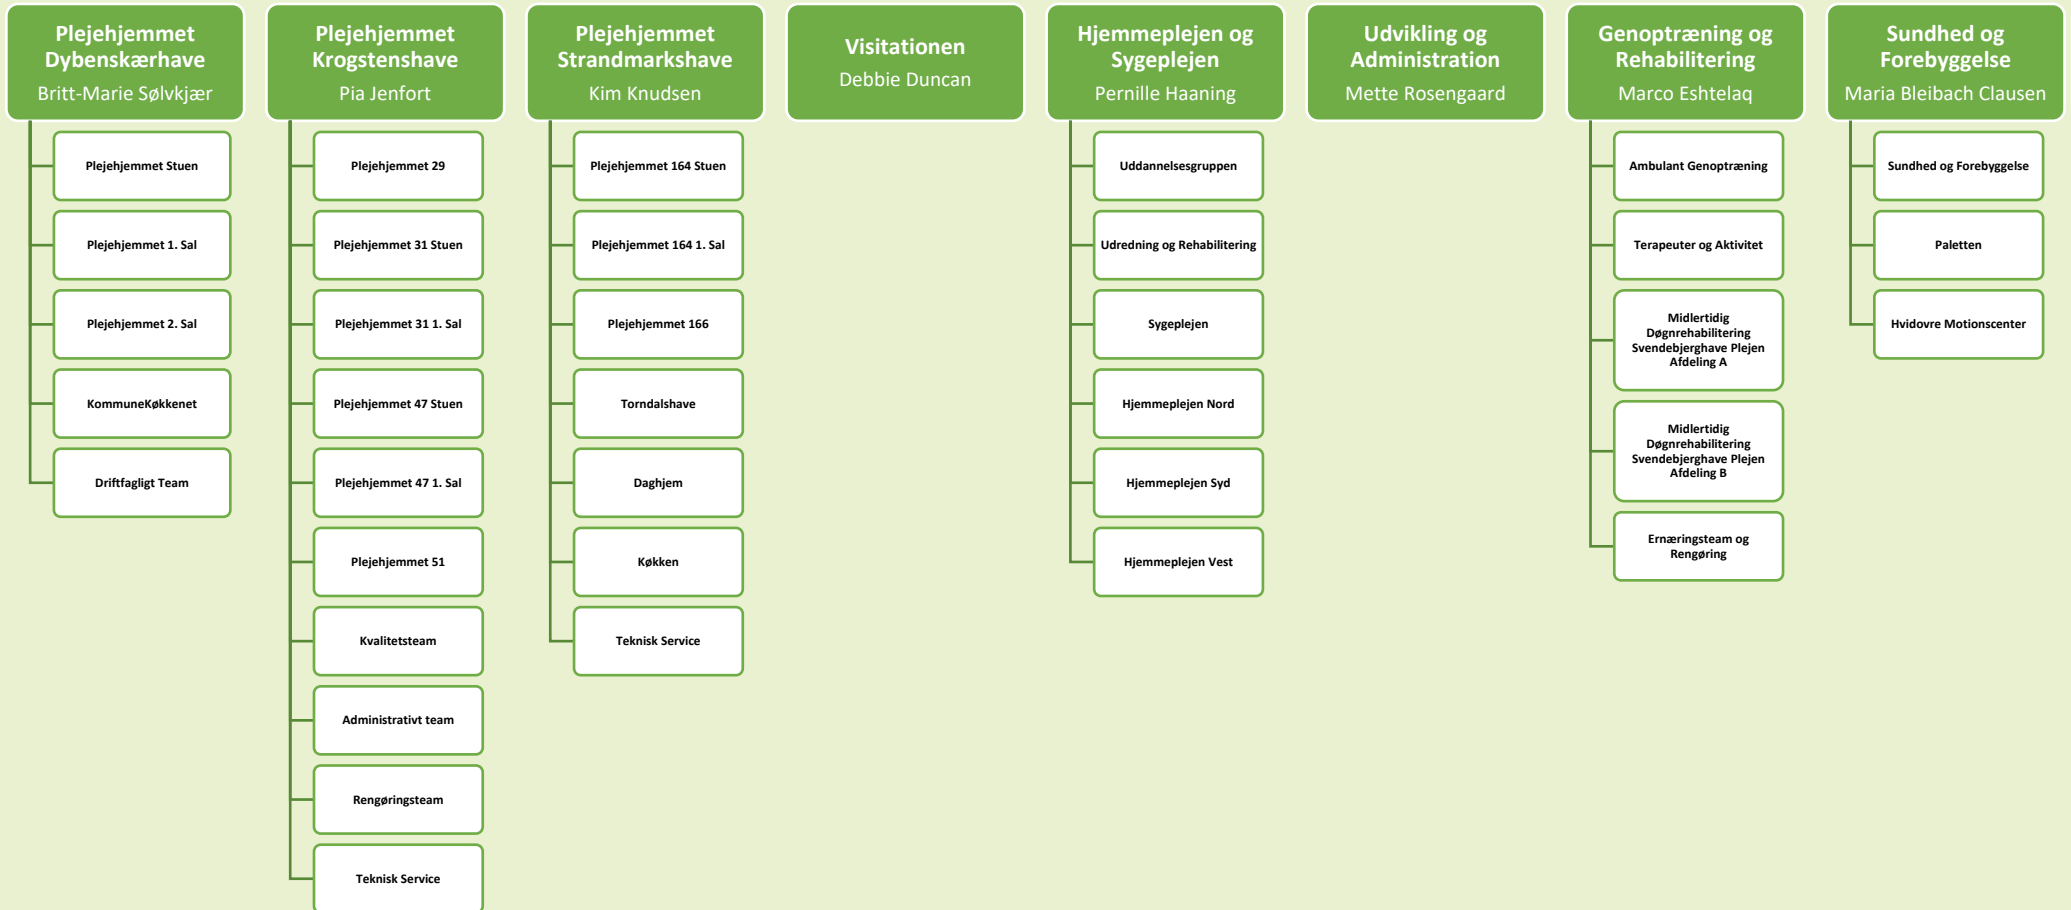 Plejehjemmet
Dybenskærhave
Britt-Marie Sølvkjær
Plejehjemmet Stuen
Plejehjemmet 1. Sal
Plejehjemmet 2. Sal
KommuneKøkkenet
Driftfagligt Team
Plejehjemmet
Krogstenshave
Pia Jenfort
Plejehjemmet 29
Plejehjemmet 31 Stuen
Plejehjemmet 31 1. Sal
Plejehjemmet 47 Stuen
Plejehjemmet 47 1. Sal
Plejehjemmet 51
Kvalitetsteam
Administrativt team
Rengøringsteam
Teknisk Service
Plejehjemmet
Strandmarkshave
Kim Knudsen
Plejehjemmet 164 Stuen
Plejehjemmet 164 1. Sal
Plejehjemmet 166
Torndalshave
Daghjem
Køkken
Teknisk Service
Visitationen
Debbie Duncan
Hjemmeplejen og
Sygeplejen
Pernille Haaning
Uddannelsesgruppen
Udredning og Rehabilitering
Sygeplejen
Hjemmeplejen Nord
Hjemmeplejen Syd
Hjemmeplejen Vest
Udvikling og
Administration
Mette Rosengaard
Genoptræning og
Rehabilitering
Marco Eshtelaq
Ambulant Genoptræning
Terapeuter og Aktivitet
Midlertidig
Døgnrehabilitering
Svendebjerghave Plejen
Afdeling A
Midlertidig
Døgnrehabilitering
Svendebjerghave Plejen
Afdeling B
Ernæringsteam og
Rengøring
Sundhed og
Forebyggelse
Maria Bleibach Clausen
Sundhed og Forebyggelse
Paletten
Hvidovre Motionscenter